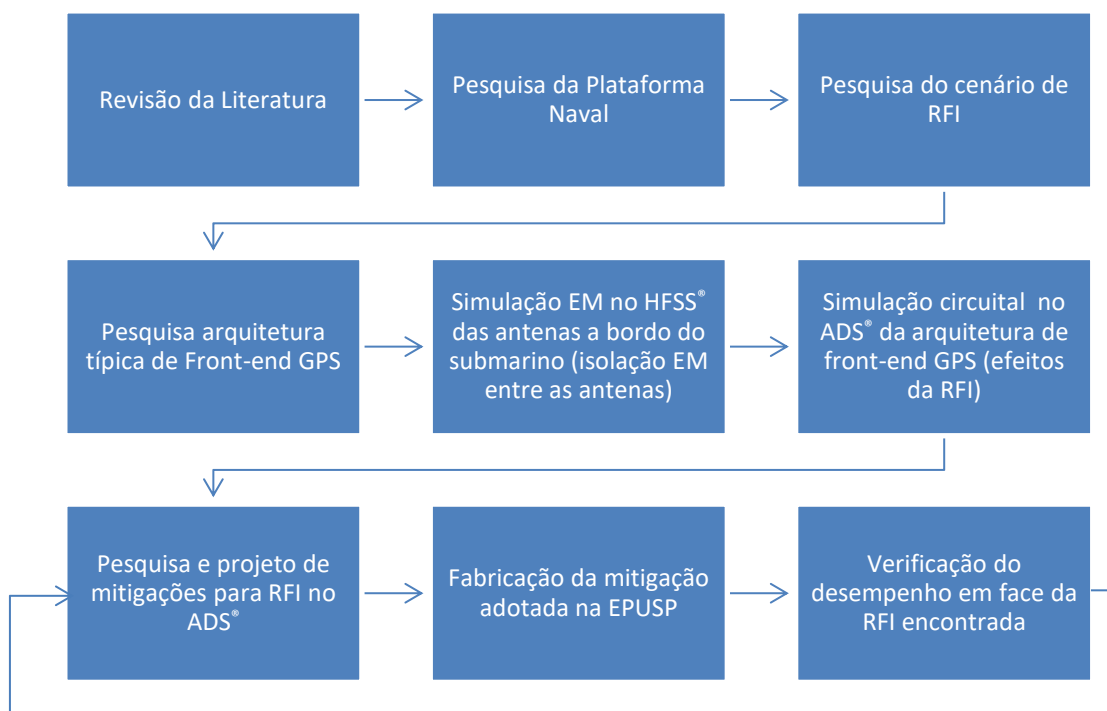 Revisão da Literatura
Pesquisa da Plataforma
Naval
Pesquisa do cenário de
RFI
Pesquisa arquitetura
típica de Front-end GPS
Simulação EM no HFSS®
das antenas a bordo do
submarino (isolação EM
entre as antenas)
Simulação circuital no
ADS® da arquitetura de
front-end GPS (efeitos
da RFI)
Pesquisa e projeto de
mitigações para RFI no
ADS®
Fabricação da mitigação
adotada na EPUSP
Verificação do
desempenho em face da
RFI encontrada